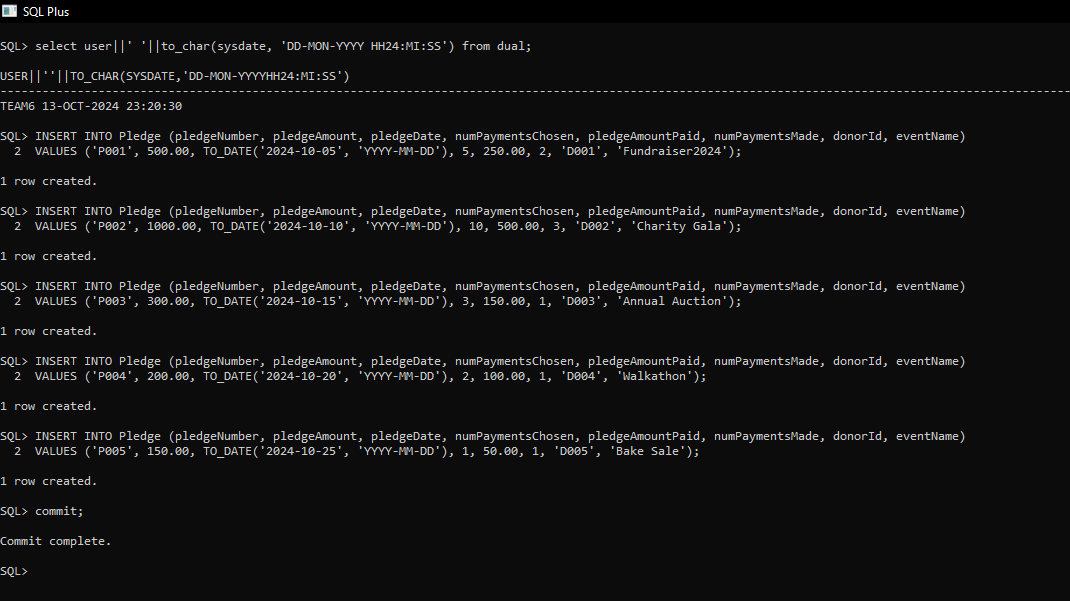 SQL Plus
SQL> select user||' '||to_char(sysdate, 'DD-MON-YYYY HH24:MI:SS') from dual;
USER||''||TO_CHAR(SYSDATE,'DD-MON-YYYYHH24:MI:SS')
--------------------------------------------------------------------------------------------------------------------------------------------------------
TEAM6 13-OCT-2024 23:20:30
SQL> INSERT INTO Pledge (pledgeNumber, pledgeAmount, pledgeDate, numPaymentsChosen, pledgeAmountPaid, numPaymentsMade, donorId, eventName)
  2  VALUES ('P001', 500.00, TO_DATE('2024-10-05', 'YYYY-MM-DD'), 5, 250.00, 2, 'D001', 'Fundraiser2024');
1 row created.
SQL> INSERT INTO Pledge (pledgeNumber, pledgeAmount, pledgeDate, numPaymentsChosen, pledgeAmountPaid, numPaymentsMade, donorId, eventName)
  2  VALUES ('P002', 1000.00, TO_DATE('2024-10-10', 'YYYY-MM-DD'), 10, 500.00, 3, 'D002', 'Charity Gala');
1 row created.
SQL> INSERT INTO Pledge (pledgeNumber, pledgeAmount, pledgeDate, numPaymentsChosen, pledgeAmountPaid, numPaymentsMade, donorId, eventName)
  2  VALUES ('P003', 300.00, TO_DATE('2024-10-15', 'YYYY-MM-DD'), 3, 150.00, 1, 'D003', 'Annual Auction');
1 row created.
SQL> INSERT INTO Pledge (pledgeNumber, pledgeAmount, pledgeDate, numPaymentsChosen, pledgeAmountPaid, numPaymentsMade, donorId, eventName)
  2  VALUES ('P004', 200.00, TO_DATE('2024-10-20', 'YYYY-MM-DD'), 2, 100.00, 1, 'D004', 'Walkathon');
1 row created.
SQL> INSERT INTO Pledge (pledgeNumber, pledgeAmount, pledgeDate, numPaymentsChosen, pledgeAmountPaid, numPaymentsMade, donorId, eventName)
  2  VALUES ('P005', 150.00, TO_DATE('2024-10-25', 'YYYY-MM-DD'), 1, 50.00, 1, 'D005', 'Bake Sale');
1 row created.
SQL> commit;
Commit complete.
SQL>